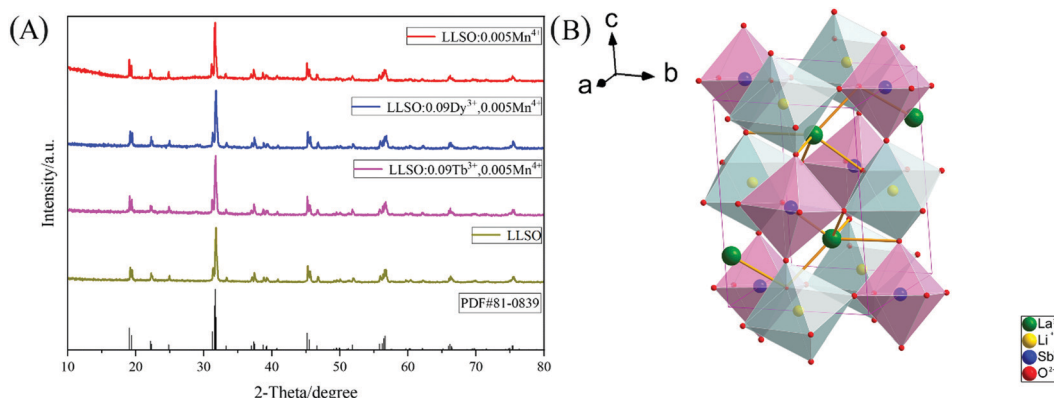 (A)
LLSO:0.005Mn⁴⁺
LLSO:0.09Dy³⁺,0.005Mn⁴⁺
LLSO:0.09Tb³⁺,0.005Mn⁴⁺
LLSO
PDF#81-0839
Intensity/a.u.
10 20 30 40 50 60 70 80
2-Theta/degree
(B)
c
b
a
La
Li⁺
Sb
O²⁻